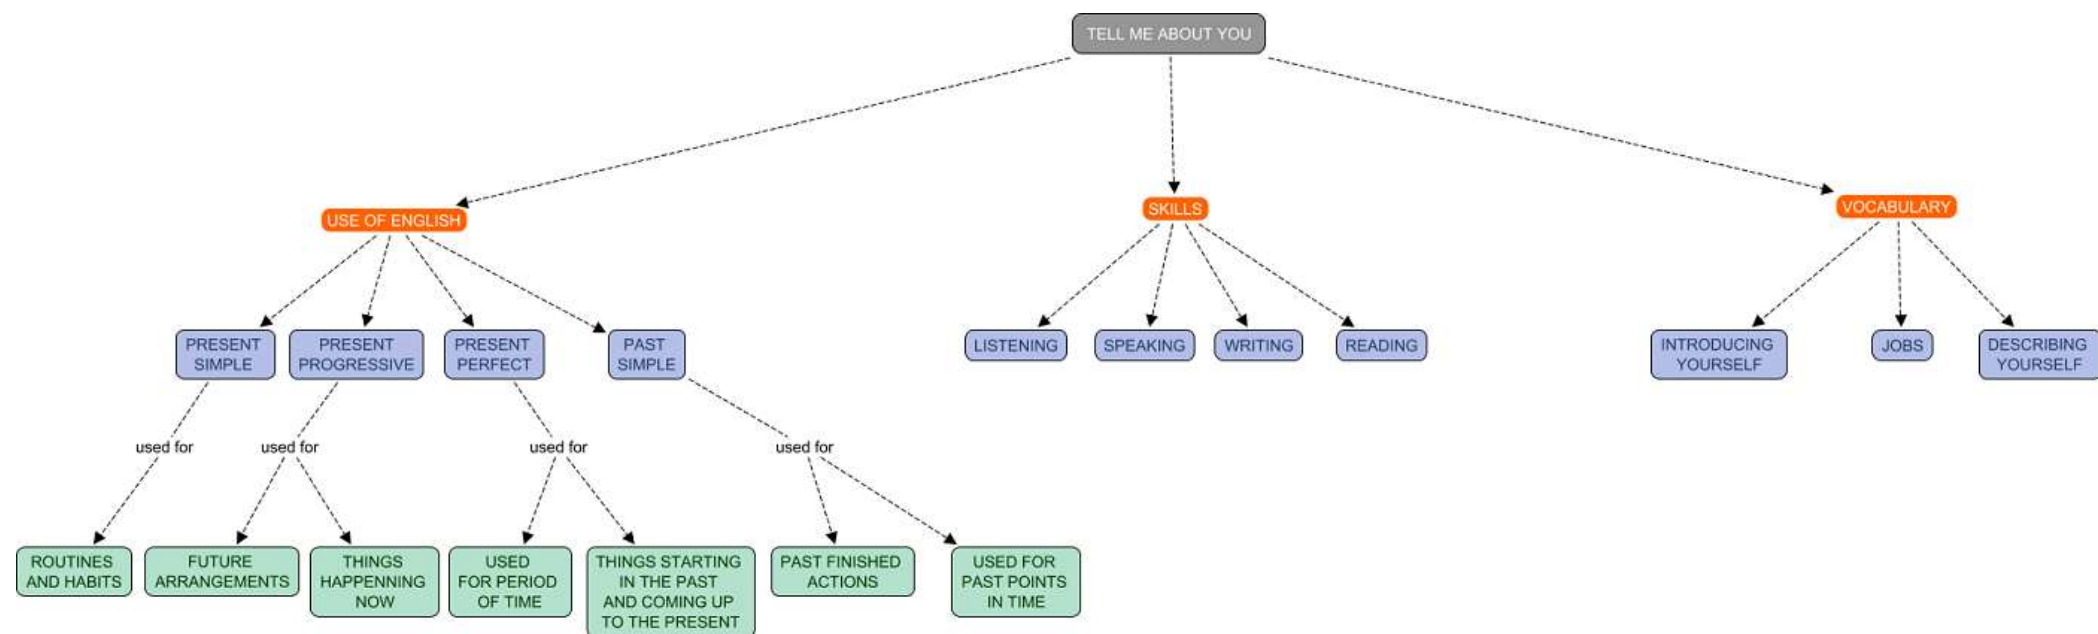 TELL ME ABOUT YOU
USE OF ENGLISH
SKILLS
VOCABULARY
PRESENT
SIMPLE
PRESENT
PROGRESSIVE
PRESENT
PERFECT
PAST
SIMPLE
LISTENING
SPEAKING
WRITING
READING
INTRODUCING
YOURSELF
JOBS
DESCRIBING
YOURSELF
used for
used for
used for
used for
ROUTINES
AND HABITS
FUTURE
ARRANGEMENTS
THINGS
HAPPENNING
NOW
USED
FOR PERIOD
OF TIME
THINGS STARTING
IN THE PAST
AND COMING UP
TO THE PRESENT
PAST FINISHED
ACTIONS
USED FOR
PAST POINTS
IN TIME